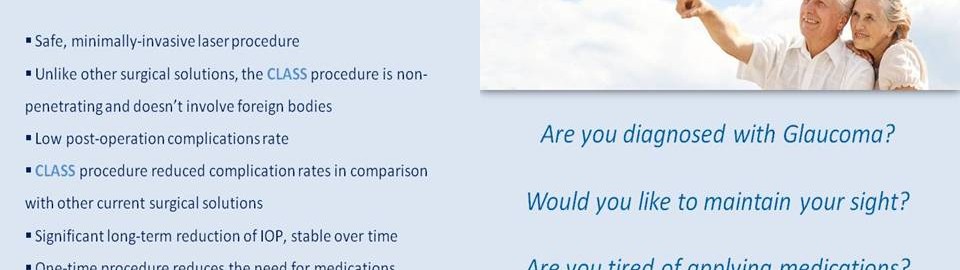 ▪ Safe, minimally-invasive laser procedure
▪ Unlike other surgical solutions, the CLASS procedure is non-
penetrating and doesn't involve foreign bodies
▪ Low post-operation complications rate
▪ CLASS procedure reduced complication rates in comparison
with other current surgical solutions
▪ Significant long-term reduction of IOP, stable over time
▪ One-time procedure reduces the need for medications
Are you diagnosed with Glaucoma?
Would you like to maintain your sight?
Are you tired of applying medications?